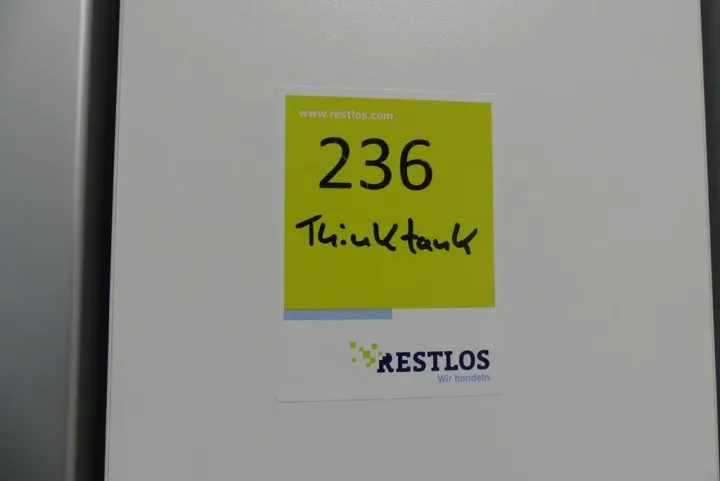 www.restlos.com
236
Thinktank
RESTLOS
Wir handeln.